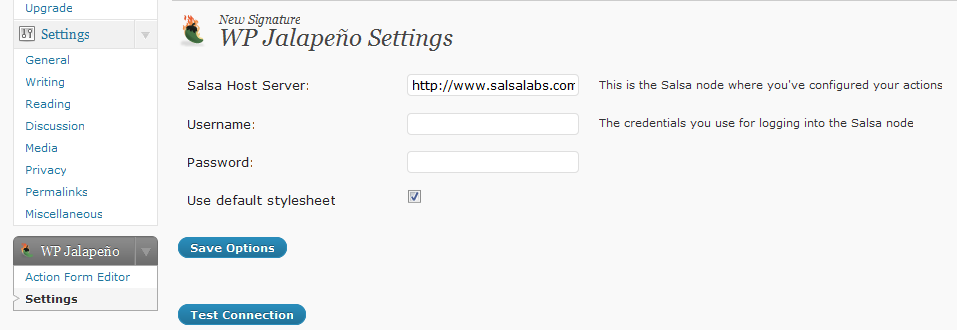 Upgrade
Settings
General
Writing
Reading
Discussion
Media
Privacy
Permalinks
Miscellaneous
WP Jalapeño
Action Form Editor
Settings
New Signature
WP Jalapeño Settings
Salsa Host Server: http://www.salsalabs.com This is the Salsa node where you've configured your actions
Username: The credentials you use for logging into the Salsa node
Password:
Use default stylesheet
Save Options
Test Connection